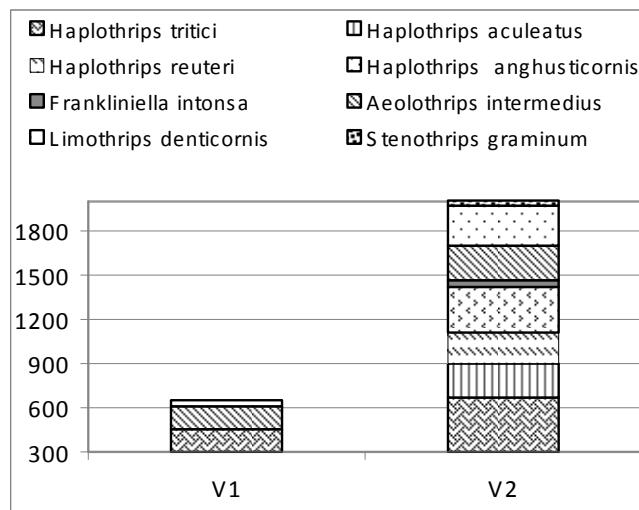 Haplothrips tritici Haplothrips aculeatus
Haplothrips reuteri Haplothrips anghusticornis
Frankliniella intonsa Aeolothrips intermedius
Limothrips denticornis Stenothrips graminum
1800
1500
1200
900
600
300
V1 V2